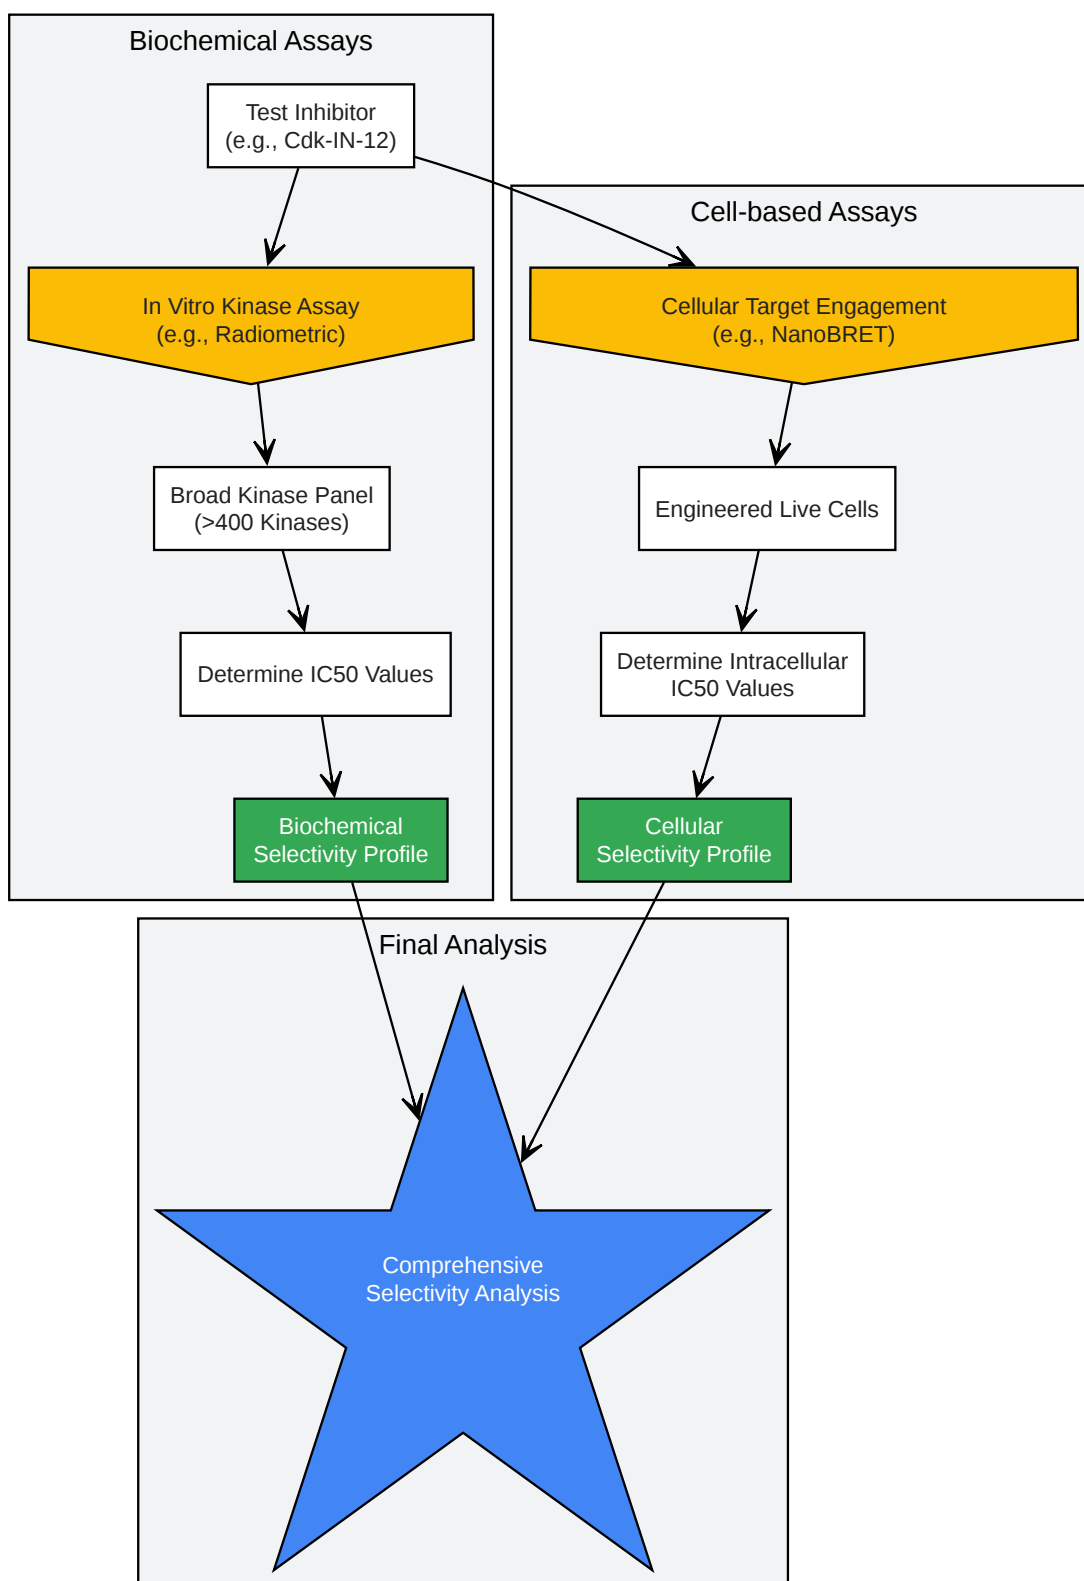 Biochemical Assays
Test Inhibitor
(e.g., Cdk-IN-12)
In Vitro Kinase Assay
(e.g., Radiometric)
Broad Kinase Panel
(>400 Kinases)
Determine IC50 Values
Biochemical
Selectivity Profile
Cell-based Assays
Cellular Target Engagement
(e.g., NanoBRET)
Engineered Live Cells
Determine Intracellular
IC50 Values
Cellular
Selectivity Profile
Final Analysis
Comprehensive
Selectivity Analysis